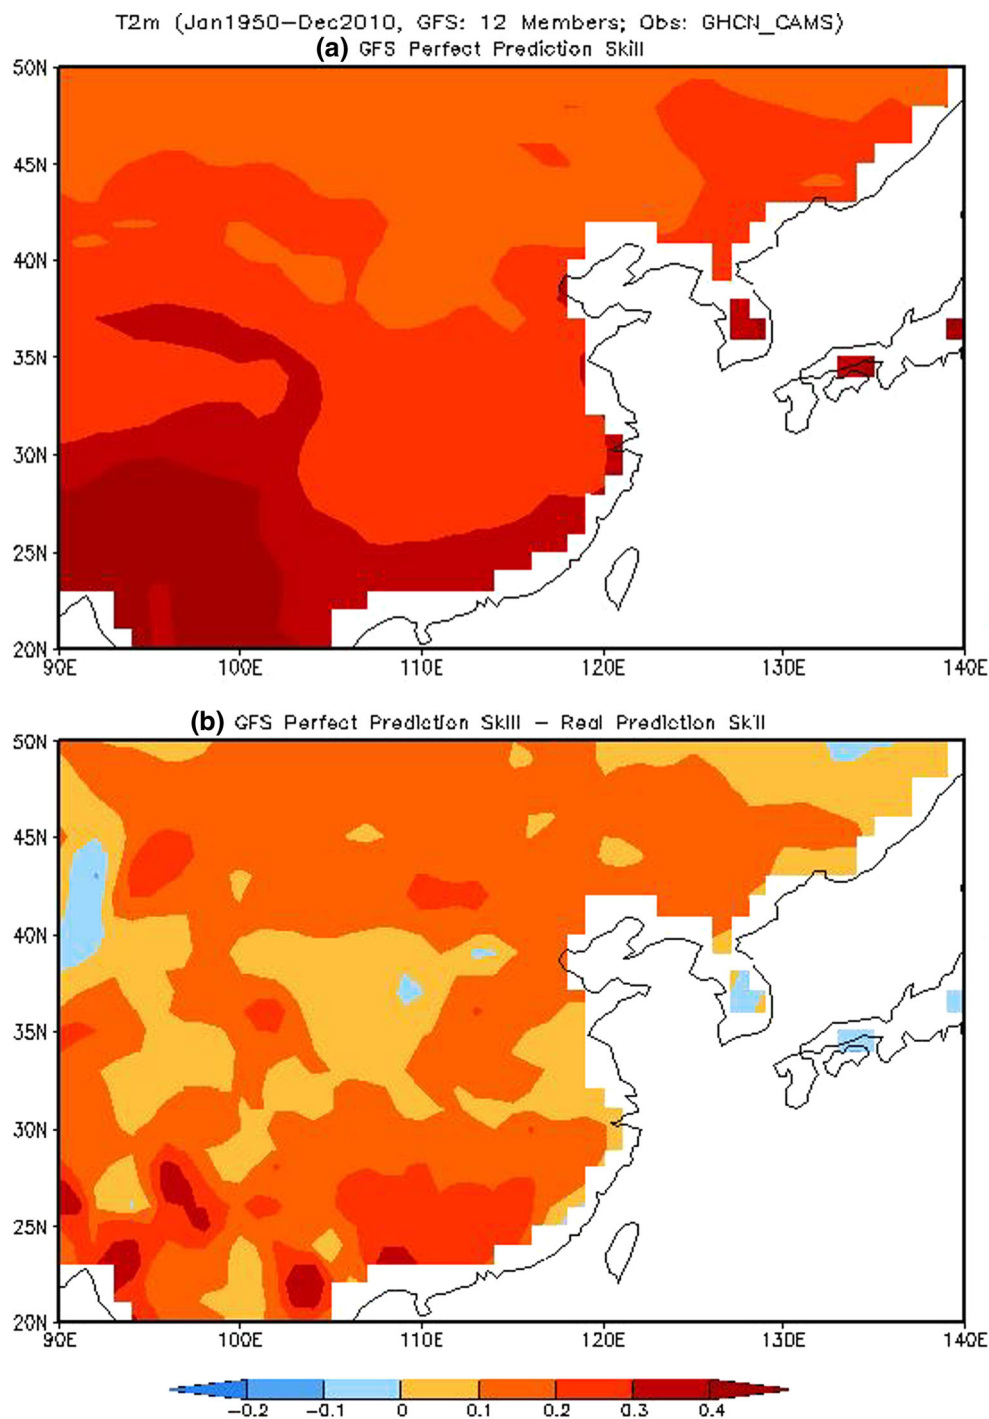 T2m (Jan1950-Dec2010, GFS: 12 Members; Obs: GHCN_CAMS)
(a) GFS Perfect Prediction Skill
50N
45N
40N
35N
30N
25N
20N
90E 100E 110E 120E 130E 140E
(b) GFS Perfect Prediction Skill - Real Prediction Skill
50N
45N
40N
35N
30N
25N
20N
90E 100E 110E 120E 130E 140E
-0.2 -0.1 0 0.1 0.2 0.3 0.4